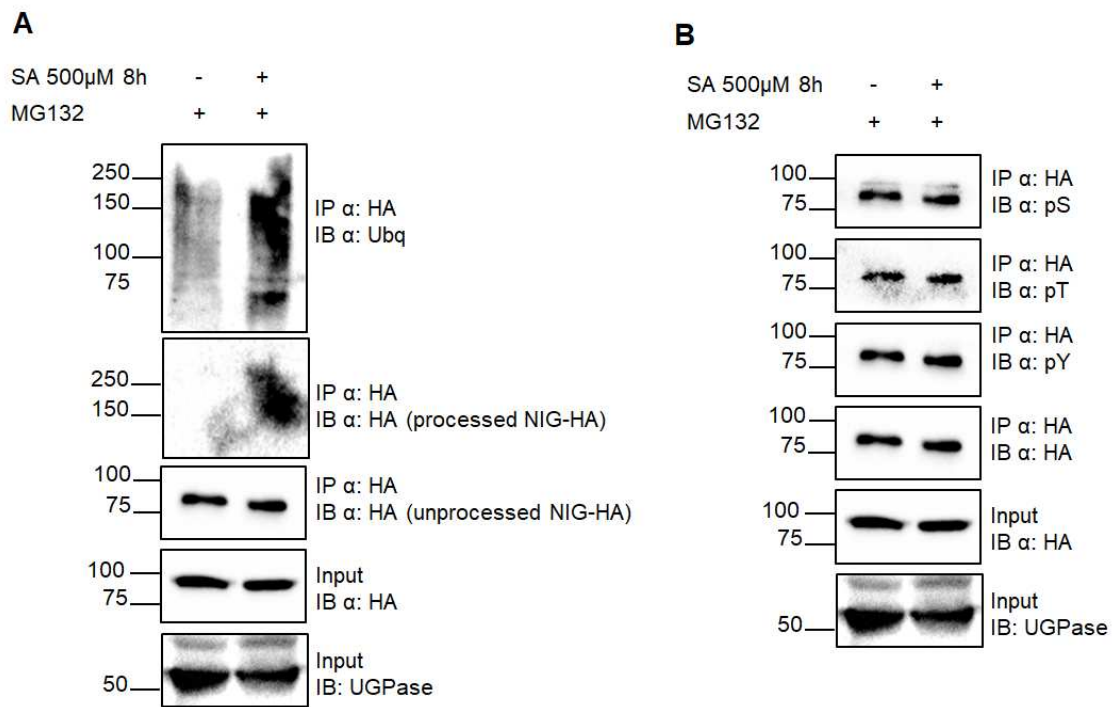 A
SA 500µM 8h - +
MG132 + +
250
150
100
75
IP α: HA
IB α: Ubq
250
150
IP α: HA
IB α: HA (processed NIG-HA)
100
75
IP α: HA
IB α: HA (unprocessed NIG-HA)
100
75
Input
IB α: HA
50
Input
IB: UGPase
B
SA 500µM 8h - +
MG132 + +
100
75
IP α: HA
IB α: pS
100
75
IP α: HA
IB α: pT
100
75
IP α: HA
IB α: pY
100
75
IP α: HA
IB α: HA
100
75
Input
IB α: HA
50
Input
IB: UGPase